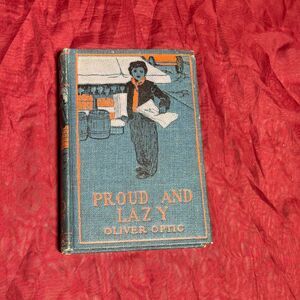 PROUD AND
LAZY
OLIVER OPTIC